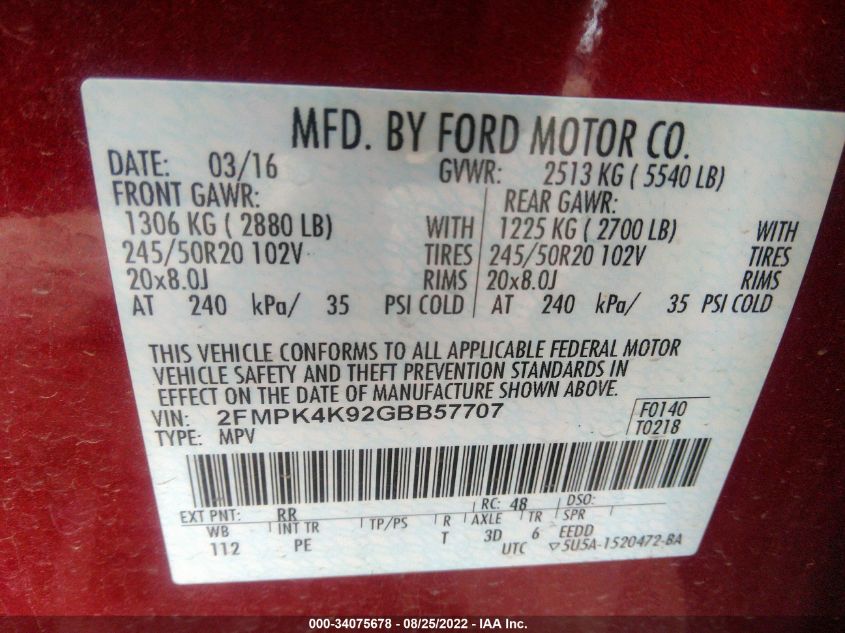 MFD. BY FORD MOTOR CO.
DATE: 03/16 GVWR: 2513 KG ( 5540 LB)
FRONT GAWR: REAR GAWR:
1306 KG ( 2880 LB) WITH 1225 KG ( 2700 LB) WITH
245/50R20 102V TIRES 245/50R20 102V TIRES
20x8.0J RIMS 20x8.0J RIMS
AT 240 kPa/ 35 PSI COLD AT 240 kPa/ 35 PSI COLD
THIS VEHICLE CONFORMS TO ALL APPLICABLE FEDERAL MOTOR
VEHICLE SAFETY AND THEFT PREVENTION STANDARDS IN
EFFECT ON THE DATE OF MANUFACTURE SHOWN ABOVE.
VIN: 2FMPK4K92GBB57707 F0140
TYPE: MPV T0218
EXT PNT: RR RC: 48 DSO:
WB INT TR TP/PS R AXLE TR SPR
112 PE T 3D 6 EEDD
UTC ▽5U5A-1520472-BA
000-34075678 - 08/25/2022 - IAA Inc.